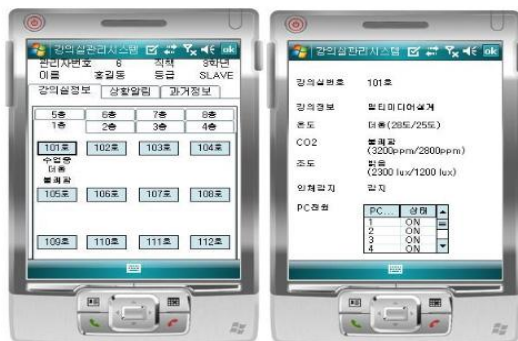 강의실관리시스템 ok
관리자번호 6 직책 3학년
이름 홍길동 등급 SLAVE
강의실정보 상황알림 과거정보
5층 6층 7층 8층
1층 2층 3층 4층
101호 102호 103호 104호
수업중
더움
불쾌함
105호 106호 107호 108호
109호 110호 111호 112호
강의실관리시스템 ok
강의실번호 101호
강의정보 멀티미디어설계
온도 더움(28도/25도)
CO2 불쾌함
(3200ppm/2800ppm)
조도 밝음
(2300 lux/1200 lux)
인체감지 감지
PC전원 PC... 상태
1 ON
2 ON
3 ON
4 ON